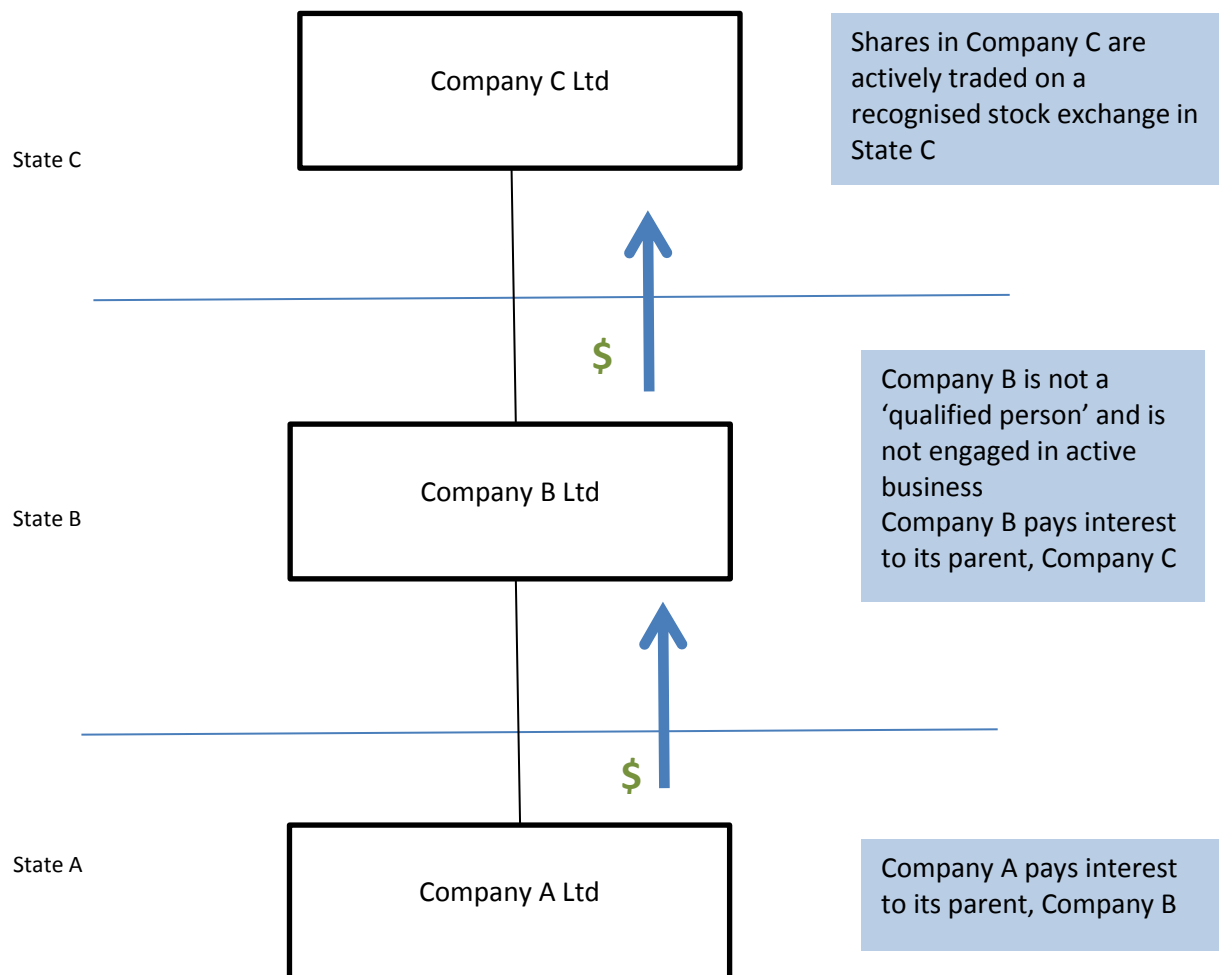 Company C Ltd
Shares in Company C are
actively traded on a
recognised stock exchange in
State C
State C
$
Company B is not a
‘qualified person’ and is
not engaged in active
business
Company B pays interest
to its parent, Company C
Company B Ltd
State B
$
State A
Company A Ltd
Company A pays interest
to its parent, Company B